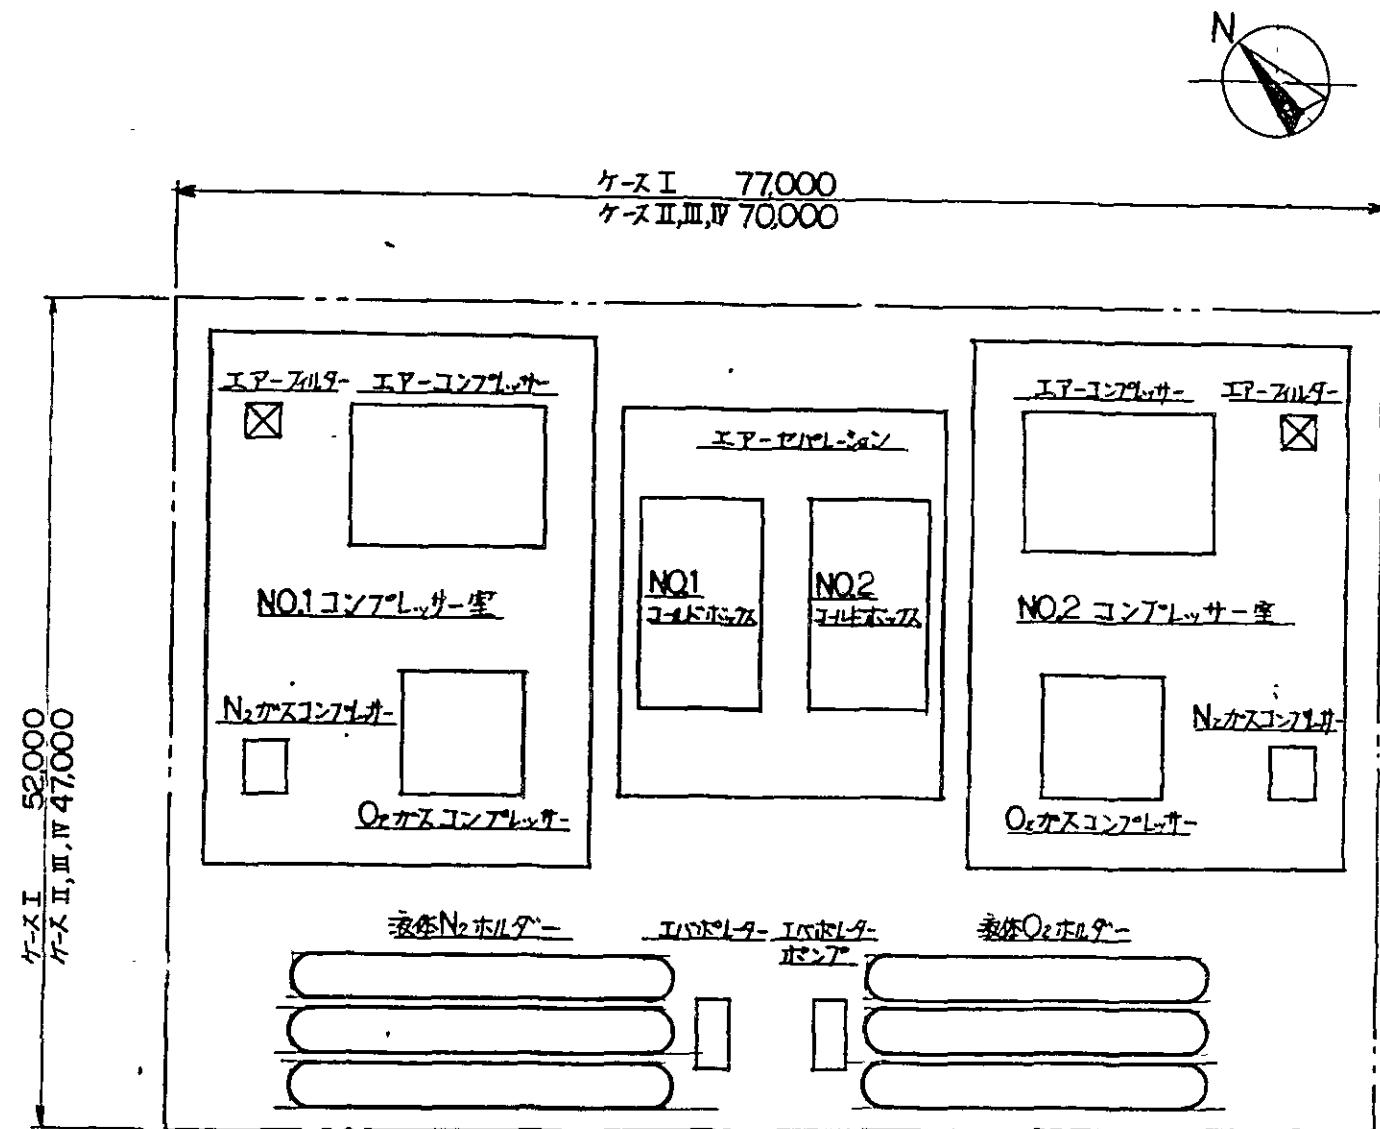 N
ケースⅠ 77,000
ケースⅡ,Ⅲ,Ⅳ 70,000
エアーフィルター エアーコンプレッサー
エアーコンプレッサー エアーフィルター
エアーセパレーション
NO.1
コールドボックス
NO.2
コールドボックス
NO.1 コンプレッサー室
NO.2 コンプレッサー室
N₂ガスコンプレッサー
N₂ガスコンプレッサー
O₂ガスコンプレッサー
O₂ガスコンプレッサー
ケースⅠ 52,000
ケースⅡ,Ⅲ,Ⅳ 47,000
液体N₂ホルダー
エバポレーター
エバポレーター
ポンプ
液体O₂ホルダー